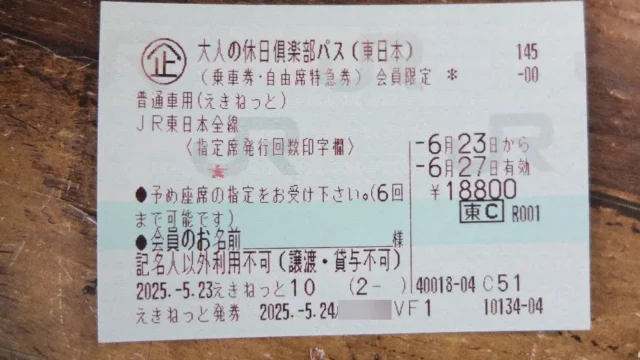 企 大人の休日俱楽部パス(東日本) 145
(乗車券・自由席特急券) 会員限定 * -00
普通車用(えきねっと)
JR東日本全線
〈指定席発行回数印字欄〉 -6月23日から
★ -6月27日有効
●予め座席の指定をお受け下さい。(6回 ¥18800
まで可能です) 東C R001
●会員のお名前 様
記名人以外利用不可(譲渡・貸与不可)
2025.-5.23えきねっと10 (2-) 40018-04 C51
えきねっと発券 2025.-5.24/ VF1 10134-04